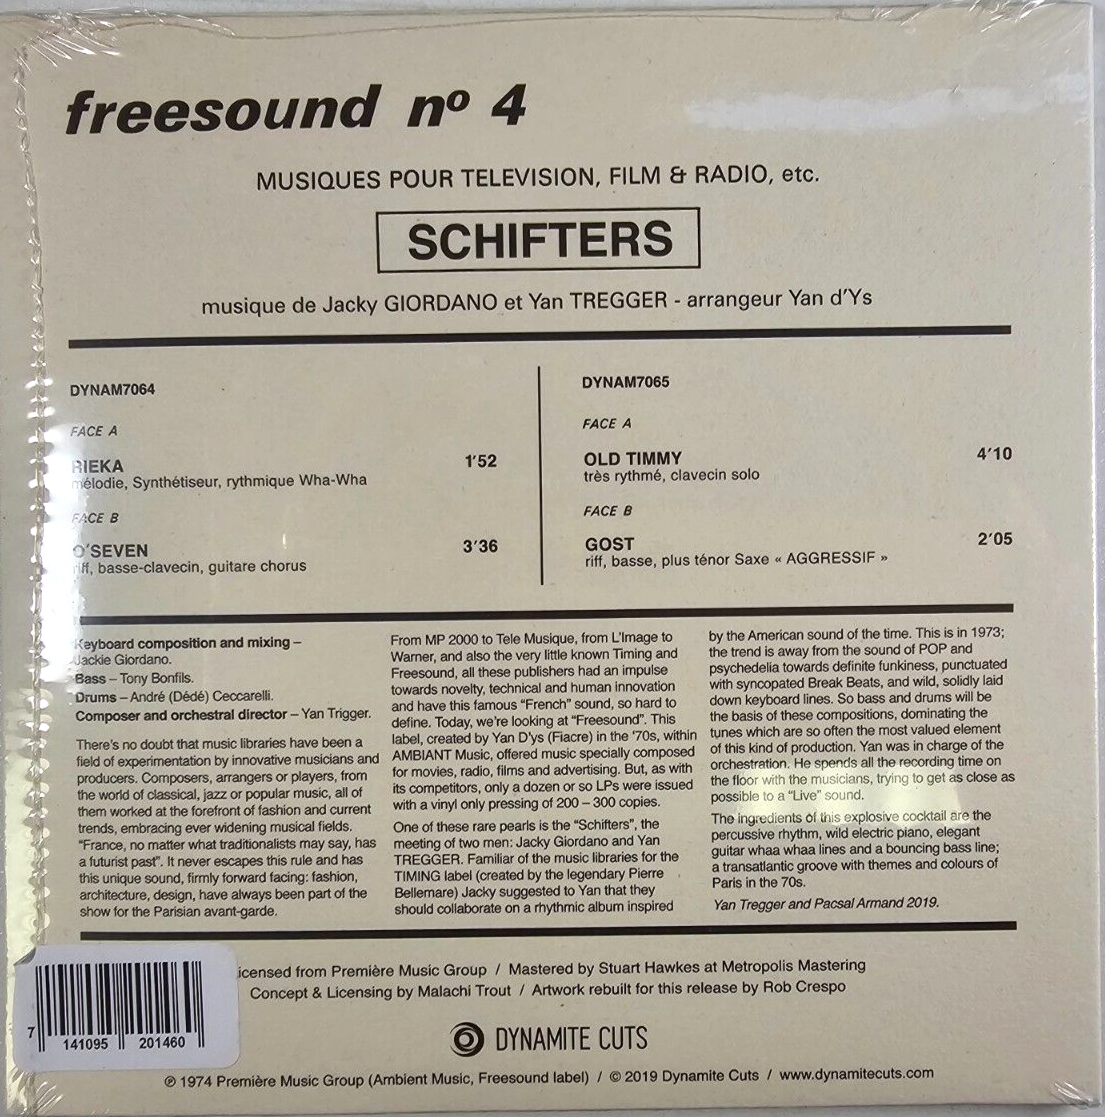 freesound nº 4
MUSIQUES POUR TELEVISION, FILM & RADIO, etc.
SCHIFTERS
musique de Jacky GIORDANO et Yan TREGGER - arrangeur Yan d'Ys
DYNAM7064
FACE A
RIEKA 1'52
mélodie, Synthétiseur, rythmique Wha-Wha
FACE B
O'SEVEN 3'36
riff, basse-clavecin, guitare chorus
DYNAM7065
FACE A
OLD TIMMY 4'10
très rythmé, clavecin solo
FACE B
GOST 2'05
riff, basse, plus ténor Saxe « AGGRESSIF »
Keyboard composition and mixing –
Jackie Giordano.
Bass – Tony Bonfils.
Drums – André (Dédé) Ceccarelli.
Composer and orchestral director – Yan Trigger.
There's no doubt that music libraries have been a
field of experimentation by innovative musicians and
producers. Composers, arrangers or players, from
the world of classical, jazz or popular music, all of
them worked at the forefront of fashion and current
trends, embracing ever widening musical fields.
“France, no matter what traditionalists may say, has
a futurist past”. It never escapes this rule and has
this unique sound, firmly forward facing: fashion,
architecture, design, have always been part of the
show for the Parisian avant-garde.
From MP 2000 to Tele Musique, from L'Image to
Warner, and also the very little known Timing and
Freesound, all these publishers had an impulse
towards novelty, technical and human innovation
and have this famous “French” sound, so hard to
define. Today, we're looking at “Freesound”. This
label, created by Yan D'ys (Fiacre) in the '70s, within
AMBIANT Music, offered music specially composed
for movies, radio, films and advertising. But, as with
its competitors, only a dozen or so LPs were issued
with a vinyl only pressing of 200 – 300 copies.
One of these rare pearls is the “Schifters”, the
meeting of two men: Jacky Giordano and Yan
TREGGER. Familiar of the music libraries for the
TIMING label (created by the legendary Pierre
Bellemare) Jacky suggested to Yan that they
should collaborate on a rhythmic album inspired
by the American sound of the time. This is in 1973;
the trend is away from the sound of POP and
psychedelia towards definite funkiness, punctuated
with syncopated Break Beats, and wild, solidly laid
down keyboard lines. So bass and drums will be
the basis of these compositions, dominating the
tunes which are so often the most valued element
of this kind of production. Yan was in charge of the
orchestration. He spends all the recording time on
the floor with the musicians, trying to get as close as
possible to a “Live” sound.
The ingredients of this explosive cocktail are the
percussive rhythm, wild electric piano, elegant
guitar whaa whaa lines and a bouncing bass line;
a transatlantic groove with themes and colours of
Paris in the 70s.
Yan Tregger and Pacsal Armand 2019.
icensed from Première Music Group / Mastered by Stuart Hawkes at Metropolis Mastering
Concept & Licensing by Malachi Trout / Artwork rebuilt for this release by Rob Crespo
7 141095 201460
DYNAMITE CUTS
℗ 1974 Première Music Group (Ambient Music, Freesound label) / © 2019 Dynamite Cuts / www.dynamitecuts.com